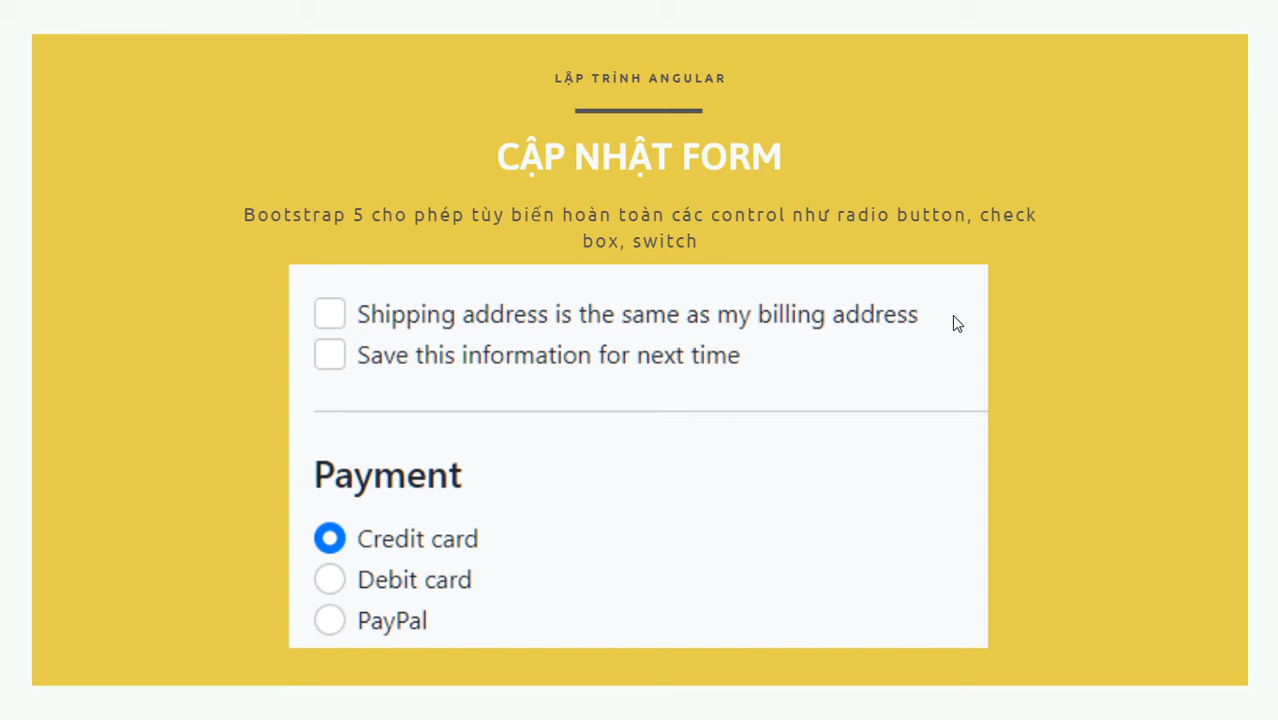 LẬP TRÌNH ANGULAR
CẬP NHẬT FORM
Bootstrap 5 cho phép tùy biến hoàn toàn các control như radio button, check
box, switch
Shipping address is the same as my billing address
Save this information for next time
Payment
Credit card
Debit card
PayPal